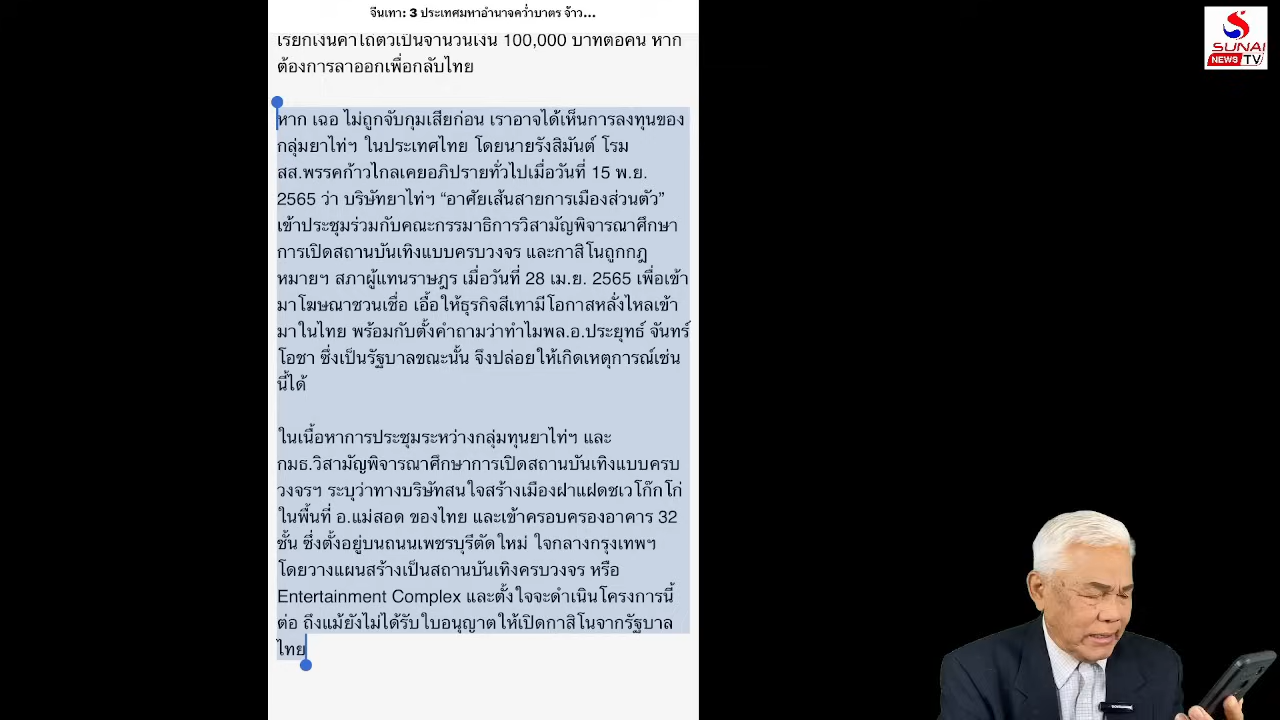 จีนเทา: 3 ประเทศมหาอำนาจคว่ำบาตร จ้าว...
เรียกเงินค่าไถ่ตัวเป็นจำนวนเงิน 100,000 บาทต่อคน หาก
ต้องการลาออกเพื่อกลับไทย
หาก เฉอ ไม่ถูกจับกุมเสียก่อน เราอาจได้เห็นการลงทุนของ
กลุ่มยาไท่ฯ ในประเทศไทย โดยนายรังสิมันต์ โรม
สส.พรรคก้าวไกลเคยอภิปรายทั่วไปเมื่อวันที่ 15 พ.ย.
2565 ว่า บริษัทยาไท่ฯ “อาศัยเส้นสายการเมืองส่วนตัว”
เข้าประชุมร่วมกับคณะกรรมาธิการวิสามัญพิจารณาศึกษา
การเปิดสถานบันเทิงแบบครบวงจร และกาสิโนถูกกฎ
หมายฯ สภาผู้แทนราษฎร เมื่อวันที่ 28 เม.ย. 2565 เพื่อเข้า
มาโฆษณาชวนเชื่อ เอื้อให้ธุรกิจสีเทามีโอกาสหลั่งไหลเข้า
มาในไทย พร้อมกับตั้งคำถามว่าทำไมพล.อ.ประยุทธ์ จันทร์
โอชา ซึ่งเป็นรัฐบาลขณะนั้น จึงปล่อยให้เกิดเหตุการณ์เช่น
นี้ได้
ในเนื้อหาการประชุมระหว่างกลุ่มทุนยาไท่ฯ และ
กมธ.วิสามัญพิจารณาศึกษาการเปิดสถานบันเทิงแบบครบ
วงจรฯ ระบุว่าทางบริษัทสนใจสร้างเมืองฝาแฝดชเวโก๊กโก่
ในพื้นที่ อ.แม่สอด ของไทย และเข้าครอบครองอาคาร 32
ชั้น ซึ่งตั้งอยู่บนถนนเพชรบุรีตัดใหม่ ใจกลางกรุงเทพฯ
โดยวางแผนสร้างเป็นสถานบันเทิงครบวงจร หรือ
Entertainment Complex และตั้งใจจะดำเนินโครงการนี้
ต่อ ถึงแม้ยังไม่ได้รับใบอนุญาตให้เปิดกาสิโนจากรัฐบาล
ไทย
SUNAI
NEWS TV